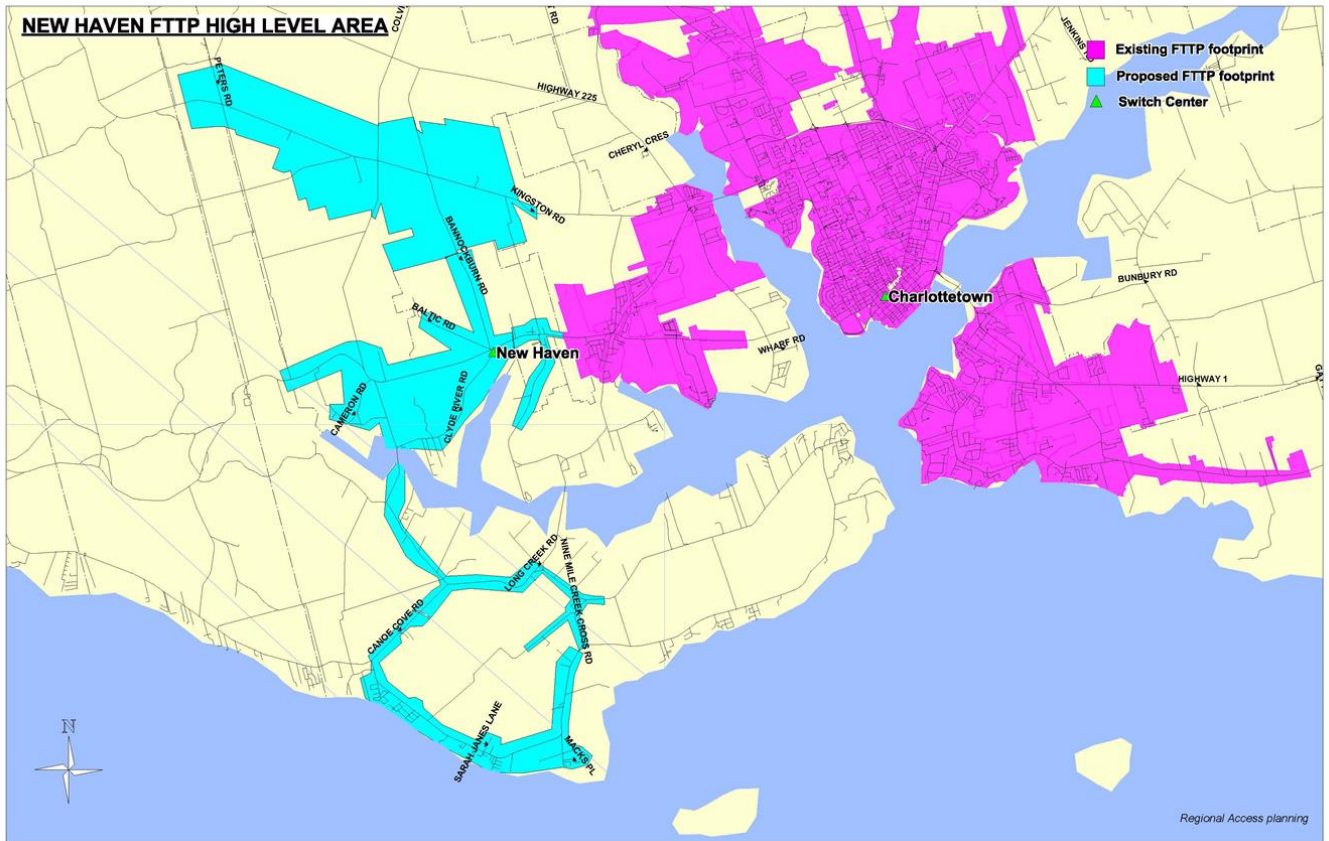 NEW HAVEN FTTP HIGH LEVEL AREA
Existing FTTP footprint
Proposed FTTP footprint
Switch Center
PETERS RD
HIGHWAY 225
CHERYL CRES
KINGSTON RD
BANNOCKBURN RD
BALTIC RD
New Haven
Charlottetown
BUNBURY RD
WHARF RD
HIGHWAY 1
CAMERON RD
CLYDE RIVER RD
LONG CREEK RD
NINE MILE CREEK CROSS RD
CANOE COVE RD
SARAH JANES LANE
MACKS PL
N
Regional Access planning